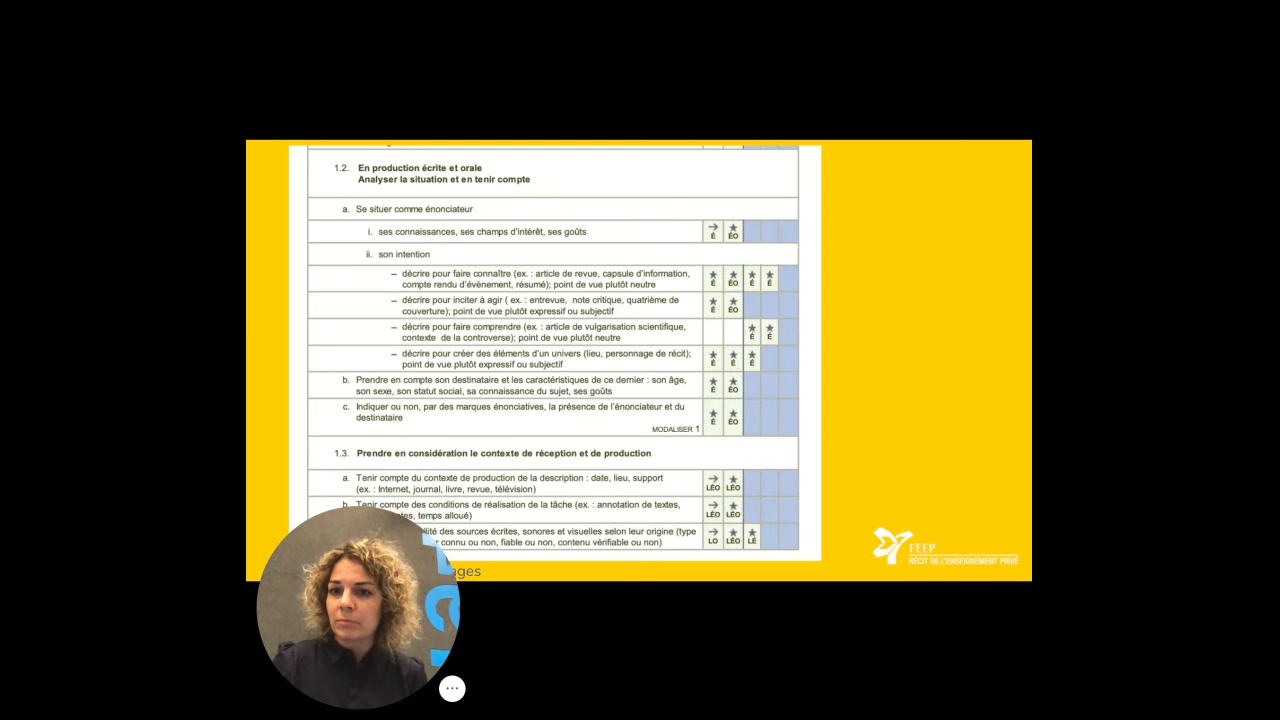 1.2. En production écrite et orale
Analyser la situation et en tenir compte
a. Se situer comme énonciateur
i. ses connaissances, ses champs d'intérêt, ses goûts
→ ★
É ÉO
ii. son intention
– décrire pour faire connaître (ex. : article de revue, capsule d'information,
compte rendu d'évènement, résumé); point de vue plutôt neutre
★ ★ ★ ★
É ÉO É É
– décrire pour inciter à agir ( ex. : entrevue, note critique, quatrième de
couverture); point de vue plutôt expressif ou subjectif
★ ★
É ÉO
– décrire pour faire comprendre (ex. : article de vulgarisation scientifique,
contexte de la controverse); point de vue plutôt neutre
★ ★
É É
– décrire pour créer des éléments d'un univers (lieu, personnage de récit);
point de vue plutôt expressif ou subjectif
★ ★ ★
É É É
b. Prendre en compte son destinataire et les caractéristiques de ce dernier : son âge,
son sexe, son statut social, sa connaissance du sujet, ses goûts
★ ★
É ÉO
c. Indiquer ou non, par des marques énonciatives, la présence de l'énonciateur et du
destinataire
MODALISER 1
★ ★
É ÉO
1.3. Prendre en considération le contexte de réception et de production
a. Tenir compte du contexte de production de la description : date, lieu, support
(ex. : Internet, journal, livre, revue, télévision)
→ ★
LÉO LÉO
Tenir compte des conditions de réalisation de la tâche (ex. : annotation de textes,
temps alloué)
→ ★
LÉO LÉO
des sources écrites, sonores et visuelles selon leur origine (type
connu ou non, fiable ou non, contenu vérifiable ou non)
→ ★ ★
LO LÉO LÉ
FEEP
RÉCIT DE L'ENSEIGNEMENT PRIVÉ